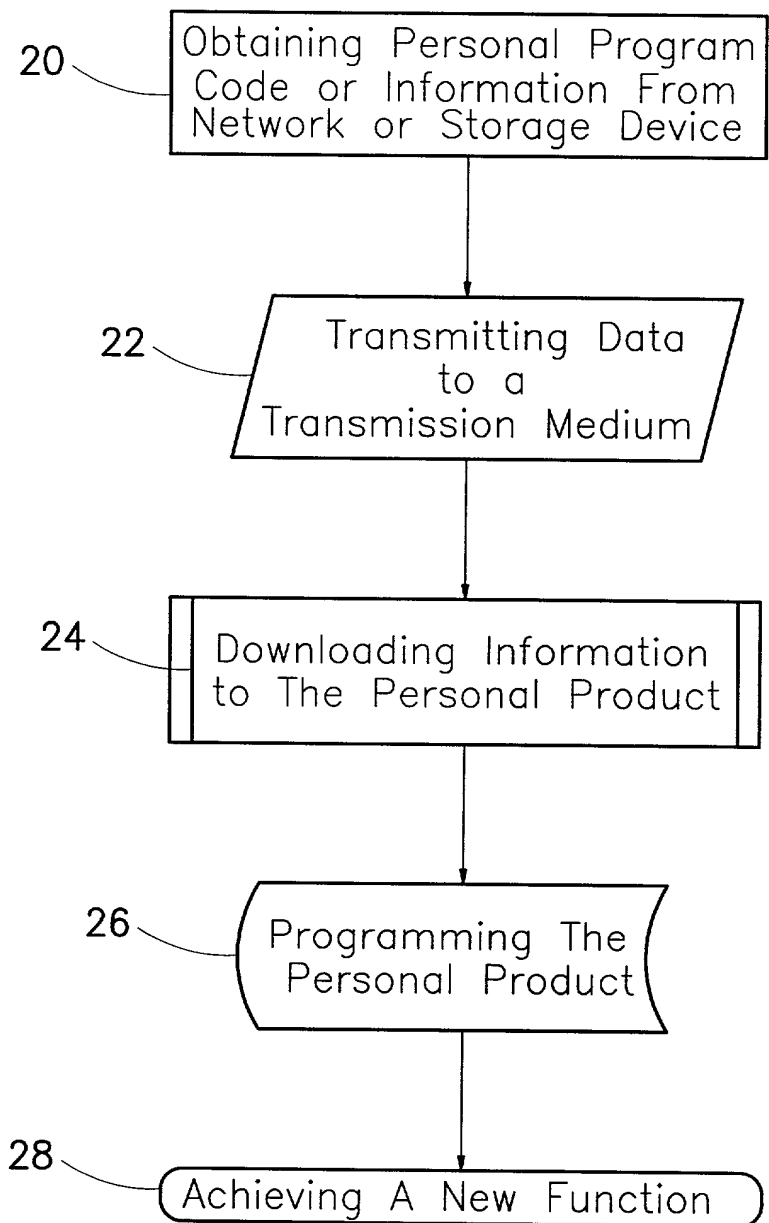 20
Obtaining Personal Program
Code or Information From
Network or Storage Device
22
Transmitting Data
to a
Transmission Medium
24
Downloading Information
to The Personal Product
26
Programming The
Personal Product
28
Achieving A New Function